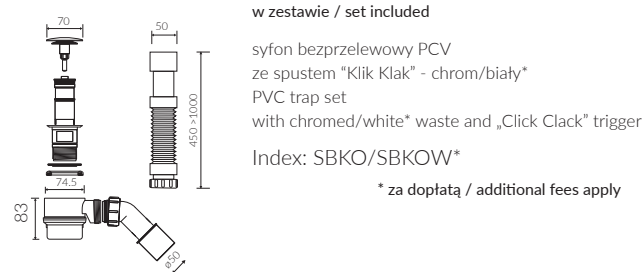 70
50
450 >1000
74.5
83
ø50
w zestawie / set included
syfon bezprzelewowy PCV
ze spustem “Klik Klak” - chrom/biały*
PVC trap set
with chromed/white* waste and „Click Clack” trigger
Index: SBKO/SBKOW*
* za dopłatą / additional fees apply